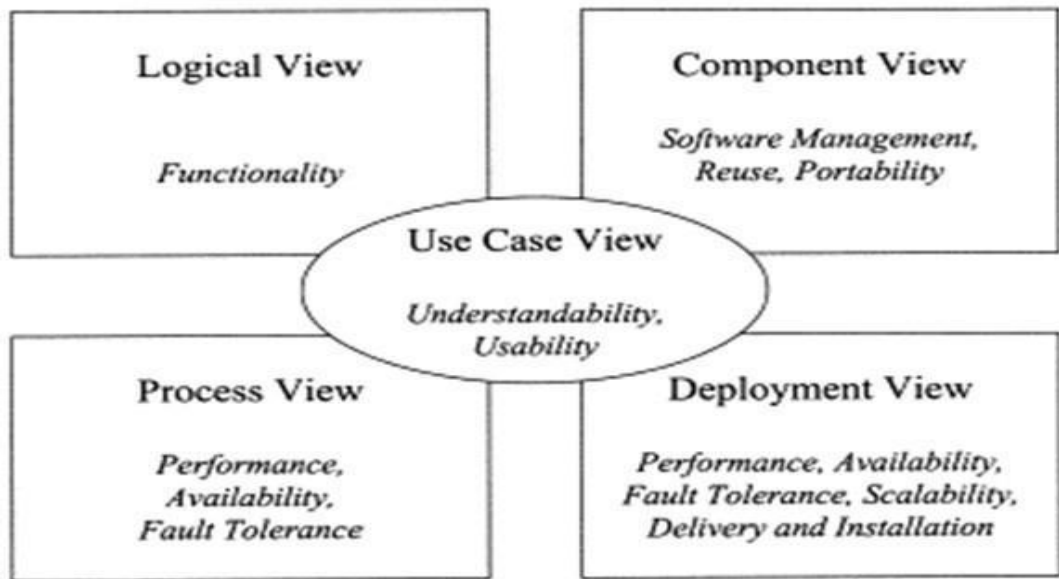 Logical View
Functionality
Component View
Software Management,
Reuse, Portability
Use Case View
Understandability,
Usability
Process View
Performance,
Availability,
Fault Tolerance
Deployment View
Performance, Availability,
Fault Tolerance, Scalability,
Delivery and Installation